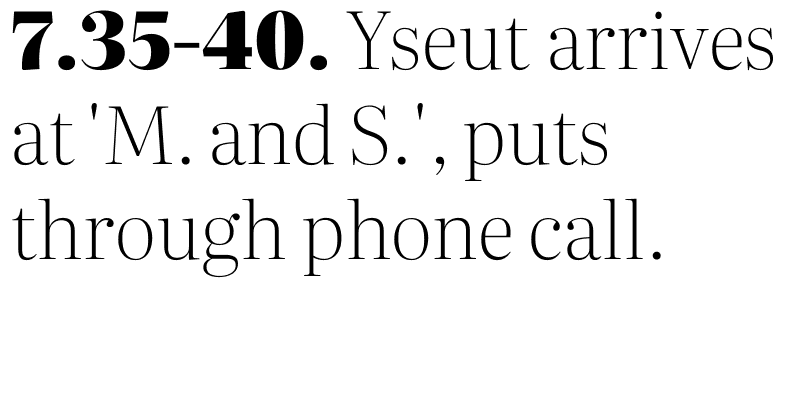 7.35-40. Yseut arrives
at 'M. and S.', puts
through phone call.